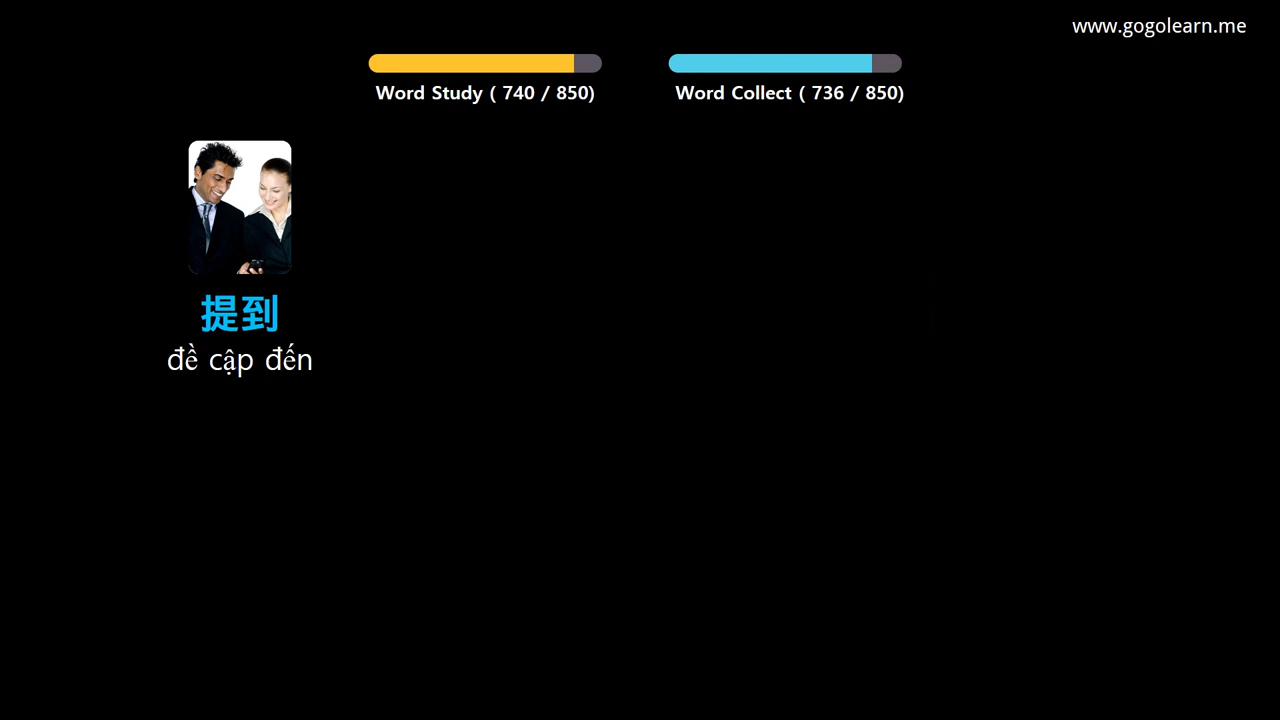 www.gogolearn.me
Word Study ( 740 / 850)
Word Collect ( 736 / 850)
提到
đề cập đến